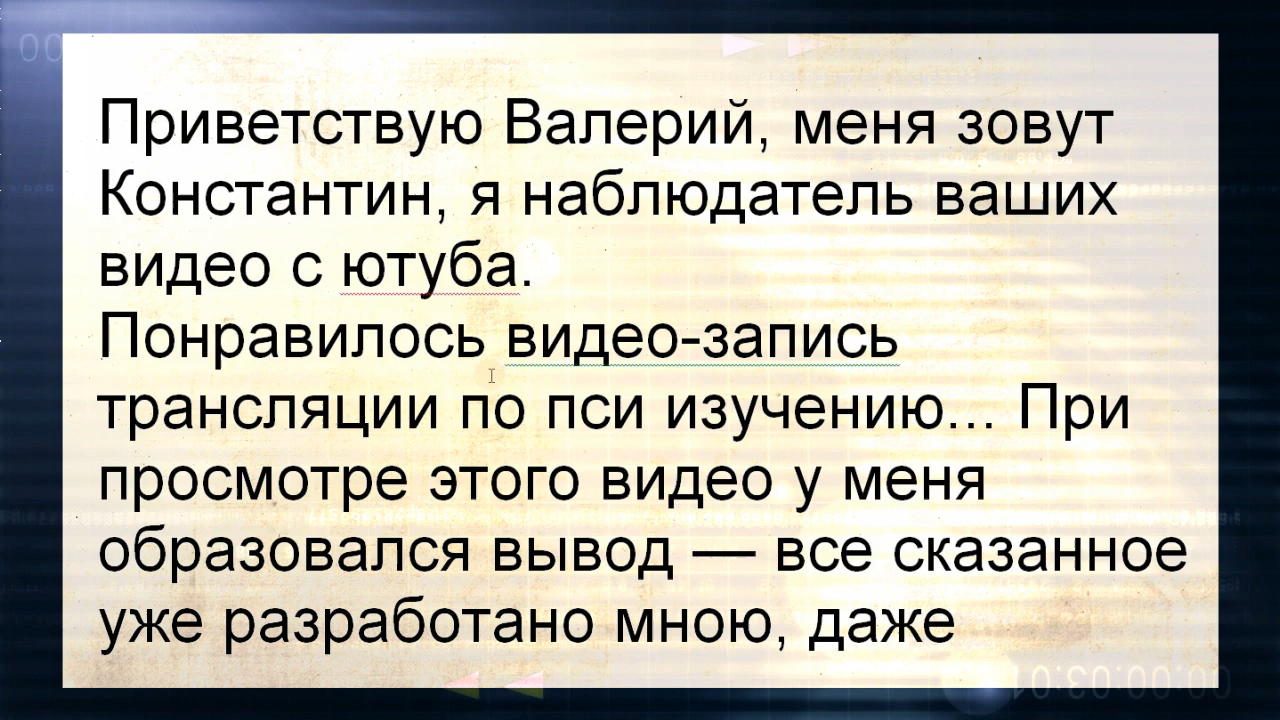 Приветствую Валерий, меня зовут
Константин, я наблюдатель ваших
видео с ютуба.
Понравилось видео-запись
трансляции по пси изучению... При
просмотре этого видео у меня
образовался вывод — все сказанное
уже разработано мною, даже